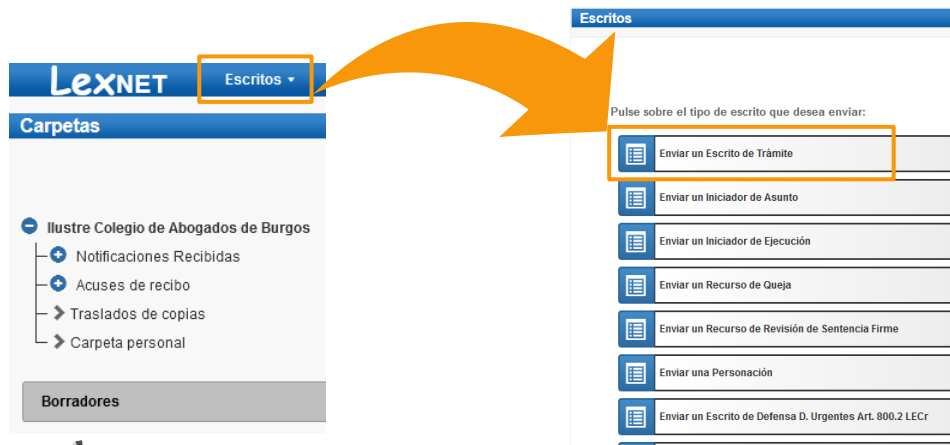 LEXNET
Escritos
Carpetas
Ilustre Colegio de Abogados de Burgos
Notificaciones Recibidas
Acuses de recibo
Traslados de copias
Carpeta personal
Borradores
Escritos
Pulse sobre el tipo de escrito que desea enviar:
Enviar un Escrito de Trámite
Enviar un Iniciador de Asunto
Enviar un Iniciador de Ejecución
Enviar un Recurso de Queja
Enviar un Recurso de Revisión de Sentencia Firme
Enviar una Personación
Enviar un Escrito de Defensa D. Urgentes Art. 800.2 LECr